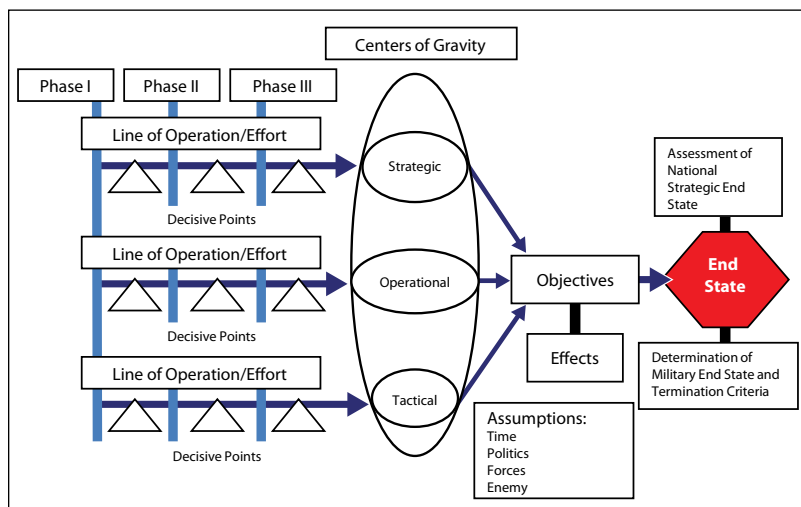 Centers of Gravity
Phase I
Phase II
Phase III
Line of Operation/Effort
Decisive Points
Line of Operation/Effort
Decisive Points
Line of Operation/Effort
Decisive Points
Strategic
Operational
Tactical
Objectives
Effects
Assumptions:
Time
Politics
Forces
Enemy
Assessment of
National
Strategic End
State
End
State
Determination of
Military End State and
Termination Criteria